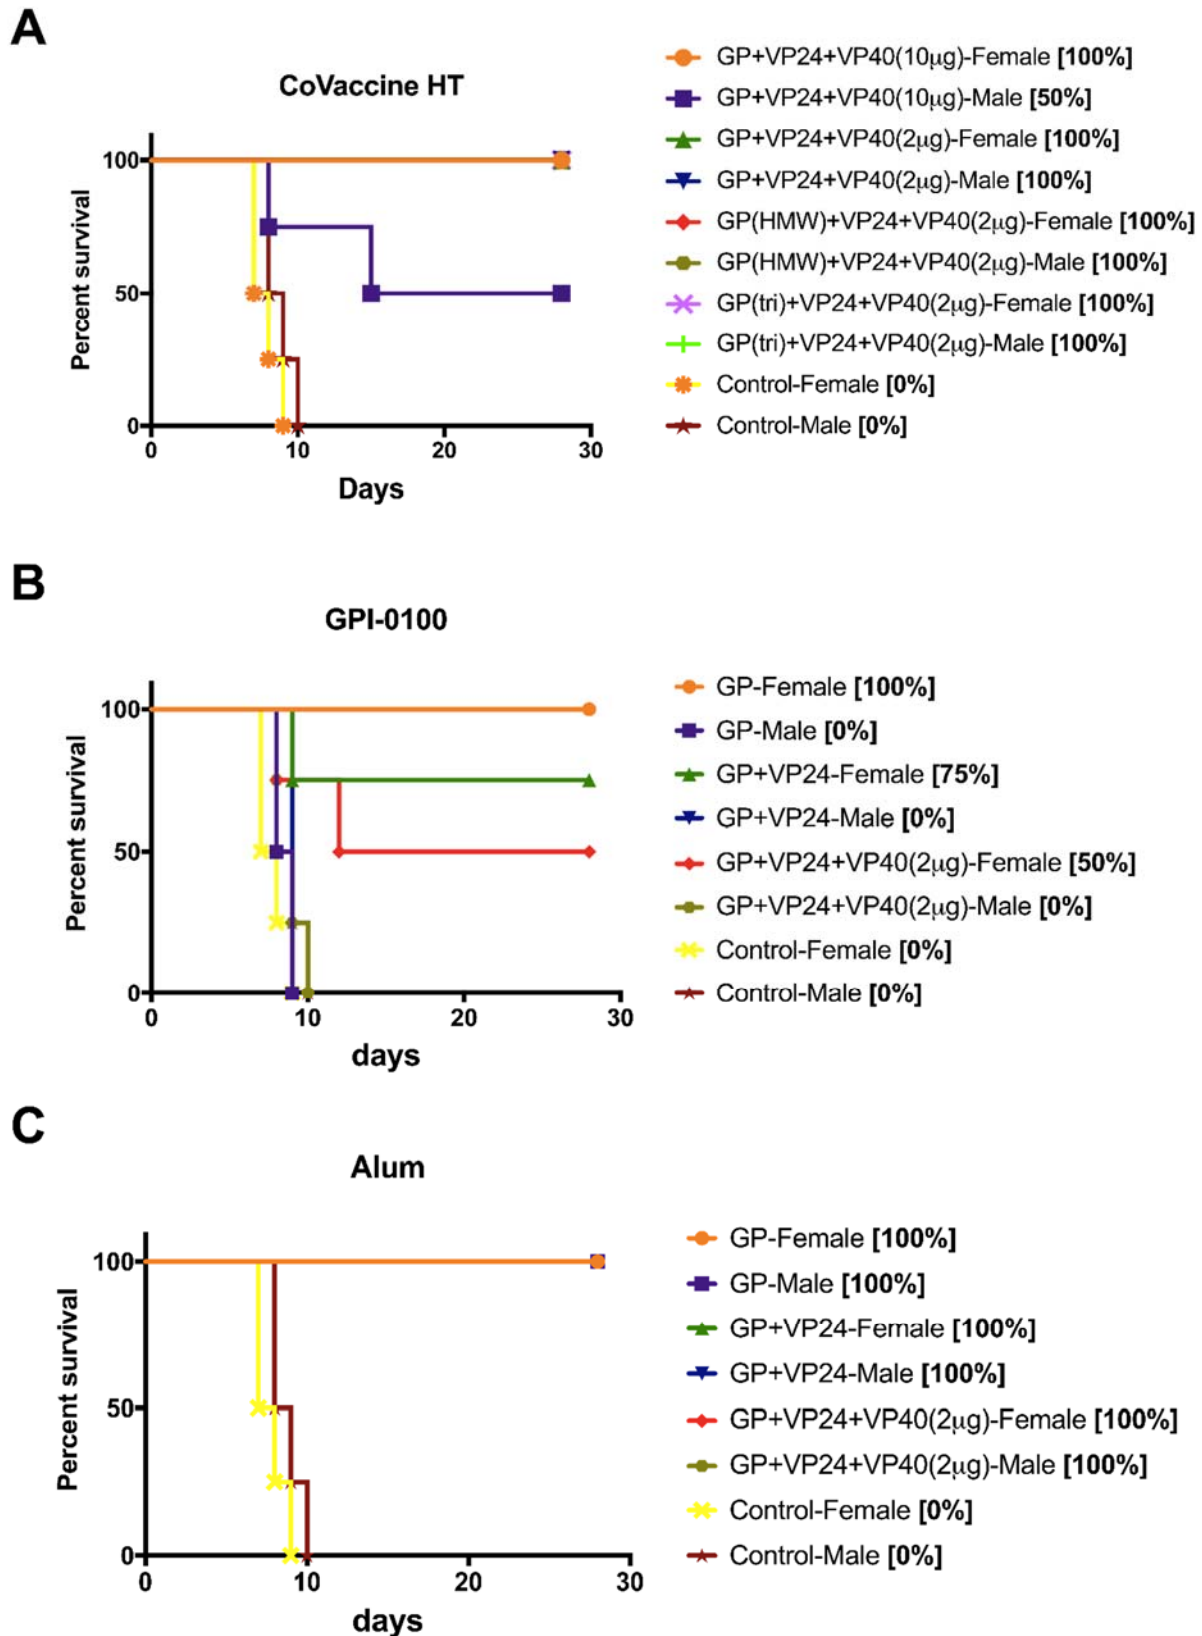 A
CoVaccine HT
Percent survival
100
50
0
0
10
20
30
Days
GP+VP24+VP40(10μg)-Female [100%]
GP+VP24+VP40(10μg)-Male [50%]
GP+VP24+VP40(2μg)-Female [100%]
GP+VP24+VP40(2μg)-Male [100%]
GP(HMW)+VP24+VP40(2μg)-Female [100%]
GP(HMW)+VP24+VP40(2μg)-Male [100%]
GP(tri)+VP24+VP40(2μg)-Female [100%]
GP(tri)+VP24+VP40(2μg)-Male [100%]
Control-Female [0%]
Control-Male [0%]
B
GPI-0100
Percent survival
100
50
0
0
10
20
30
days
GP-Female [100%]
GP-Male [0%]
GP+VP24-Female [75%]
GP+VP24-Male [0%]
GP+VP24+VP40(2μg)-Female [50%]
GP+VP24+VP40(2μg)-Male [0%]
Control-Female [0%]
Control-Male [0%]
C
Alum
Percent survival
100
50
0
0
10
20
30
days
GP-Female [100%]
GP-Male [100%]
GP+VP24-Female [100%]
GP+VP24-Male [100%]
GP+VP24+VP40(2μg)-Female [100%]
GP+VP24+VP40(2μg)-Male [100%]
Control-Female [0%]
Control-Male [0%]